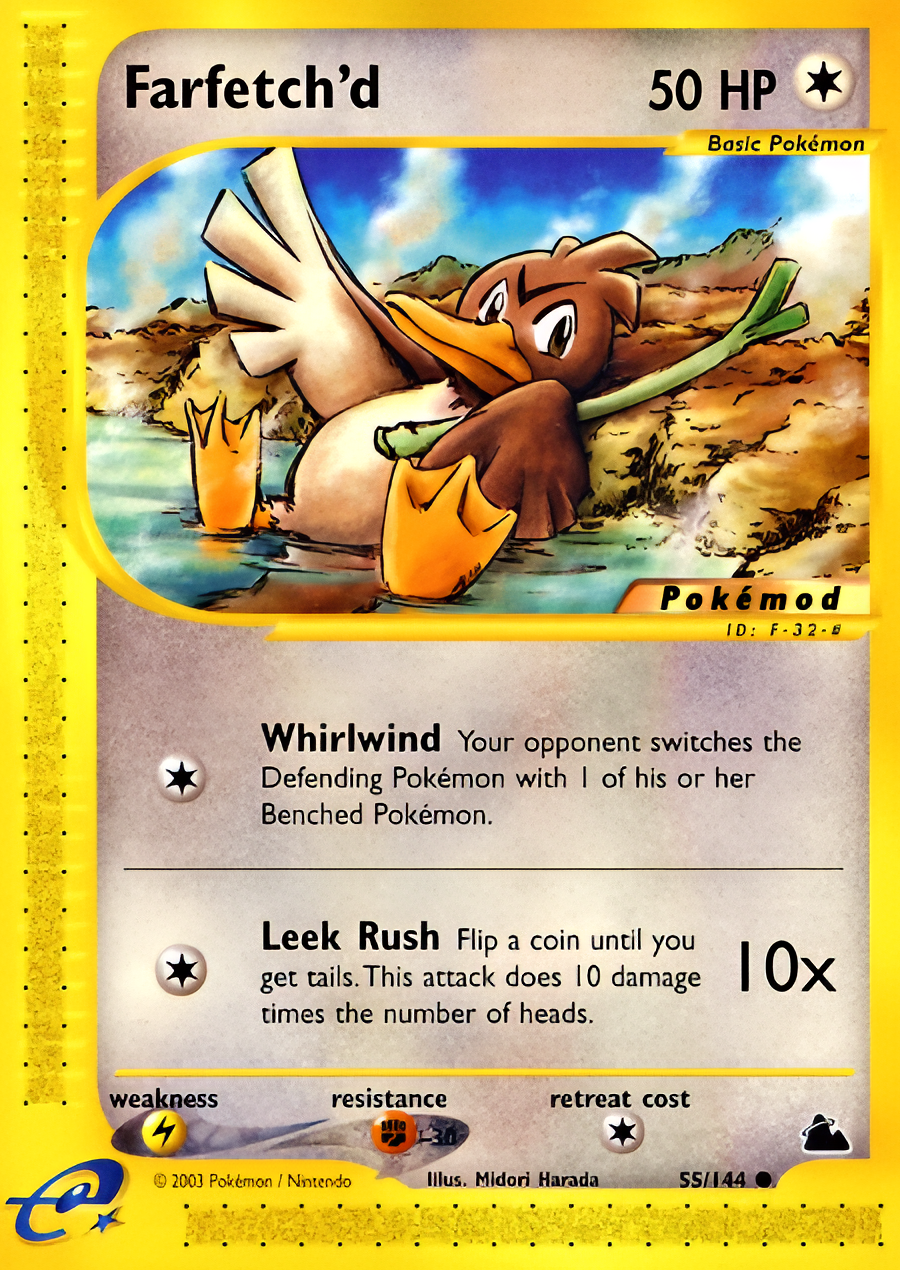 Farfetch’d 50 HP
Basic Pokémon
Pokémod
Whirlwind Your opponent switches the
Defending Pokémon with 1 of his or her
Benched Pokémon.
Leek Rush Flip a coin until you
get tails. This attack does 10 damage
times the number of heads.
10x
weakness resistance retreat cost
-30
© 2003 Pokémon / Nintendo Illus. Midori Harada 55/144